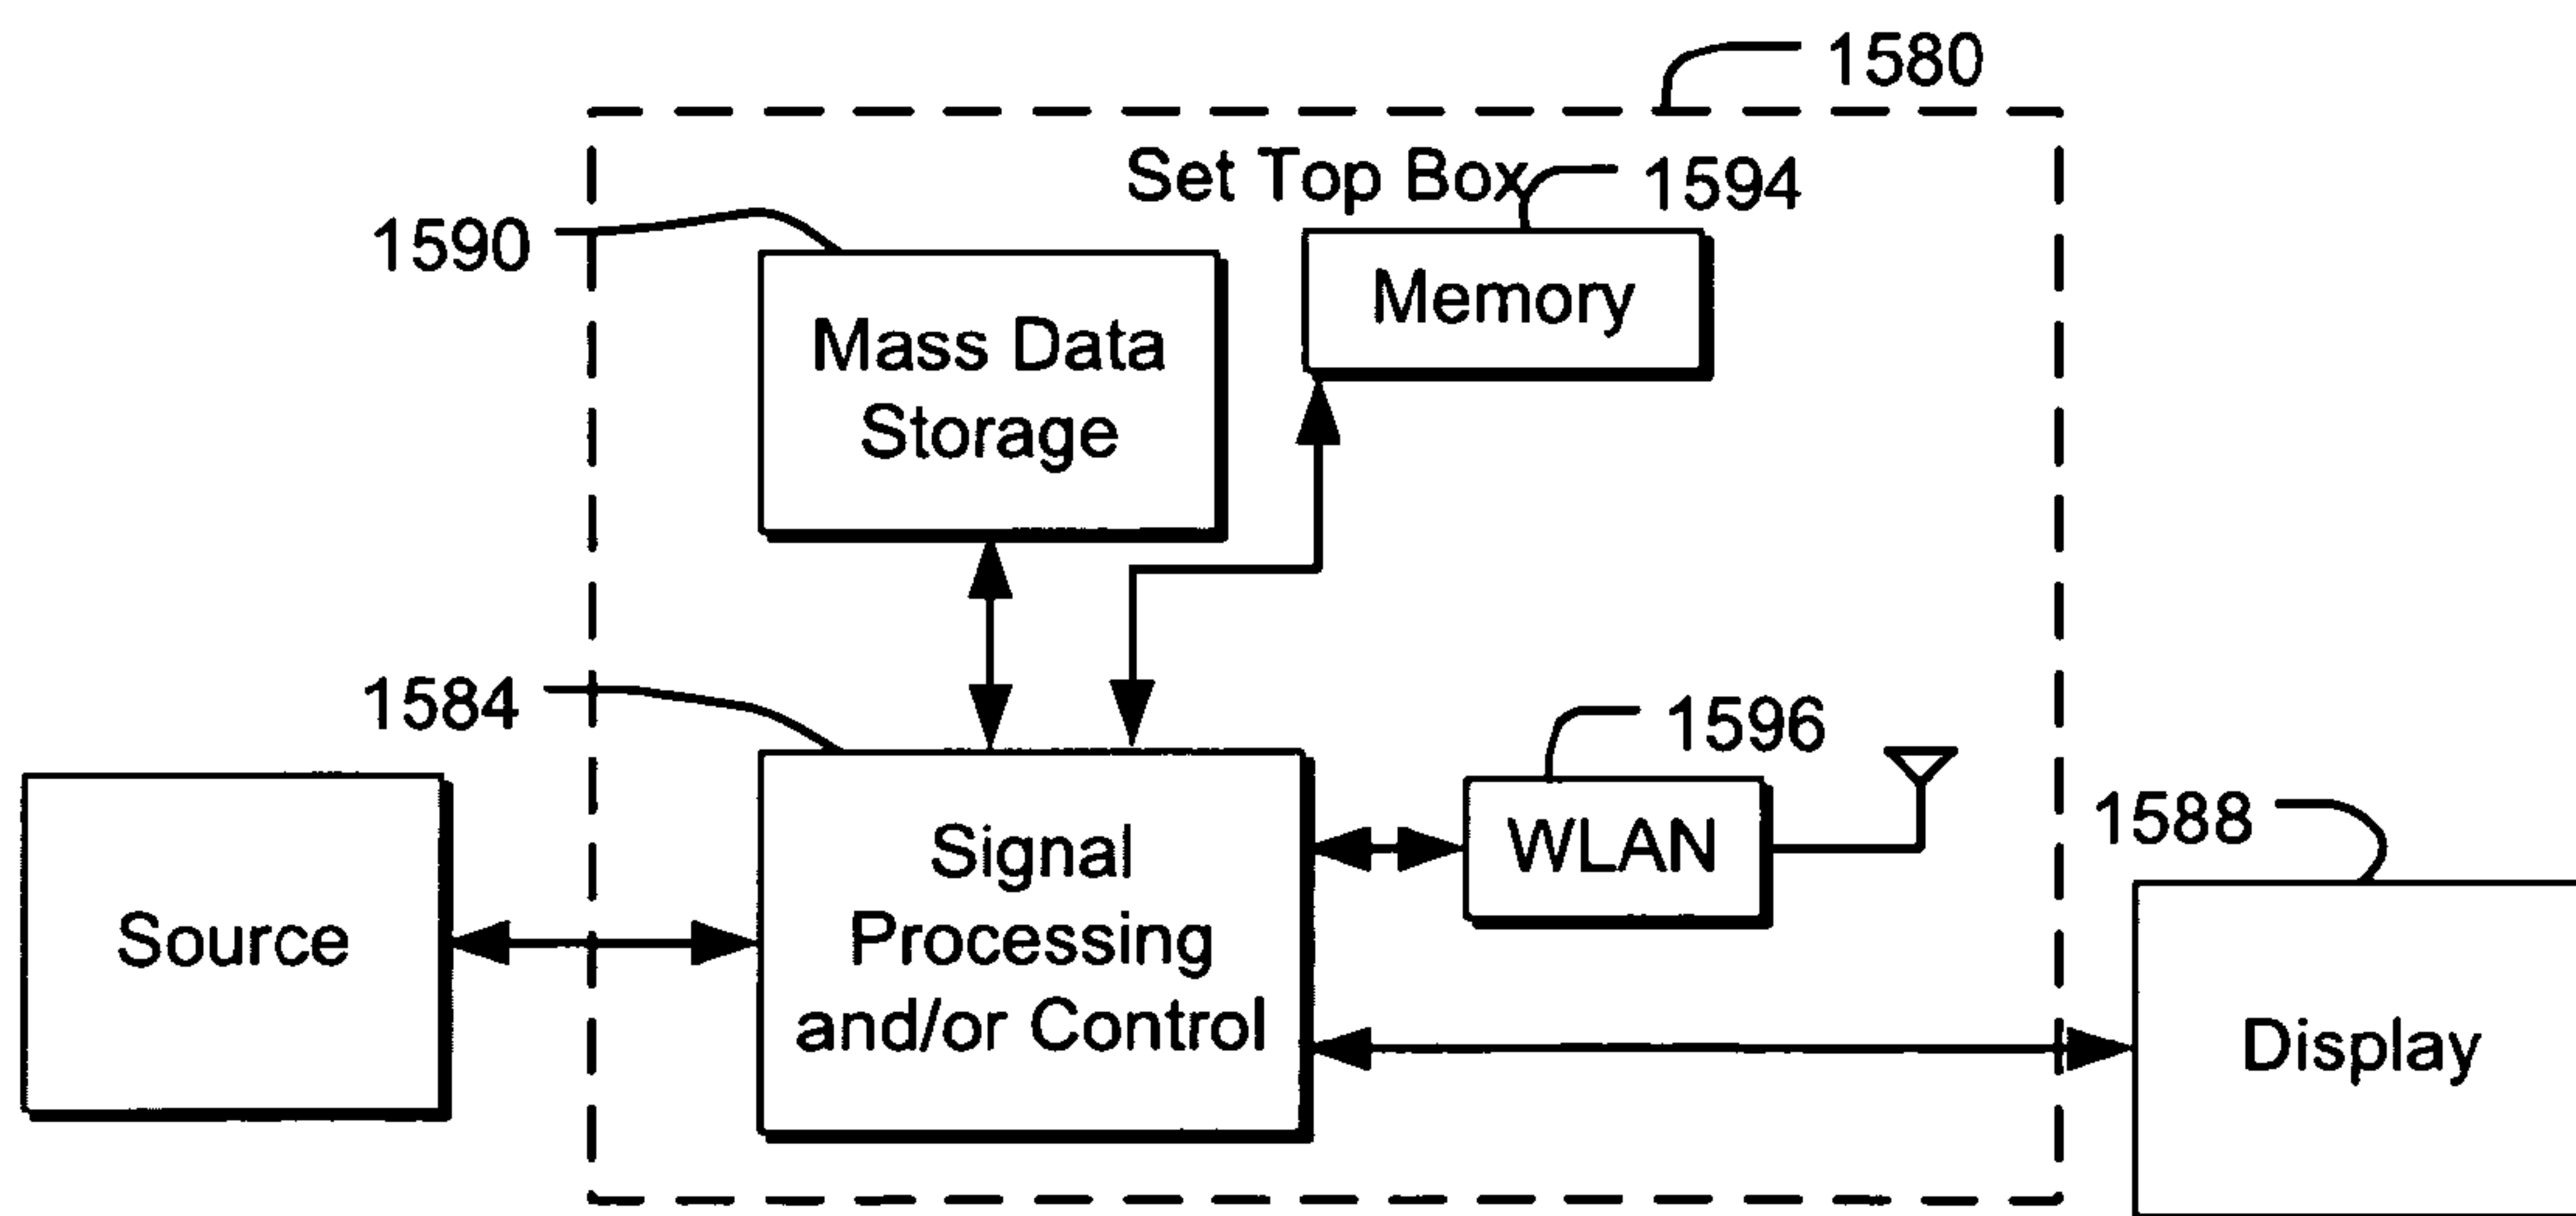 1580
Set Top Box
1594
1590
Memory
Mass Data
Storage
1584
1596
1588
Signal
Processing
and/or Control
WLAN
Source
Display